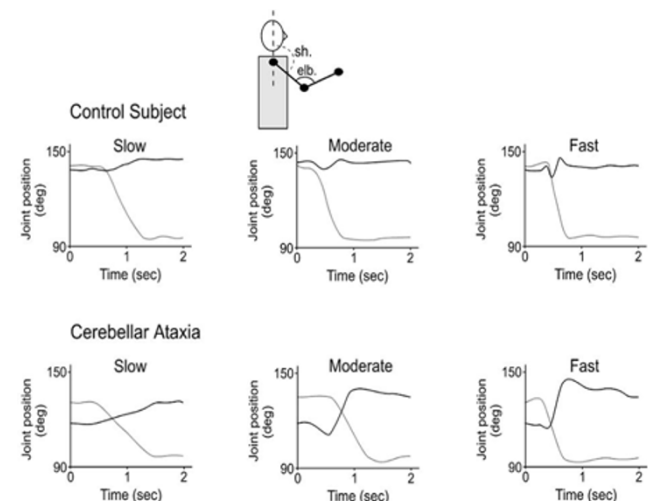 sh.
elb.
Control Subject
Slow
Joint position
(deg)
150
90
0
1
2
Time (sec)
Moderate
Joint position
(deg)
150
90
0
1
2
Time (sec)
Fast
Joint position
(deg)
150
90
0
1
2
Time (sec)
Cerebellar Ataxia
Slow
Joint position
(deg)
150
90
0
1
2
Time (sec)
Moderate
Joint position
(deg)
150
90
0
1
2
Time (sec)
Fast
Joint position
(deg)
150
90
0
1
2
Time (sec)